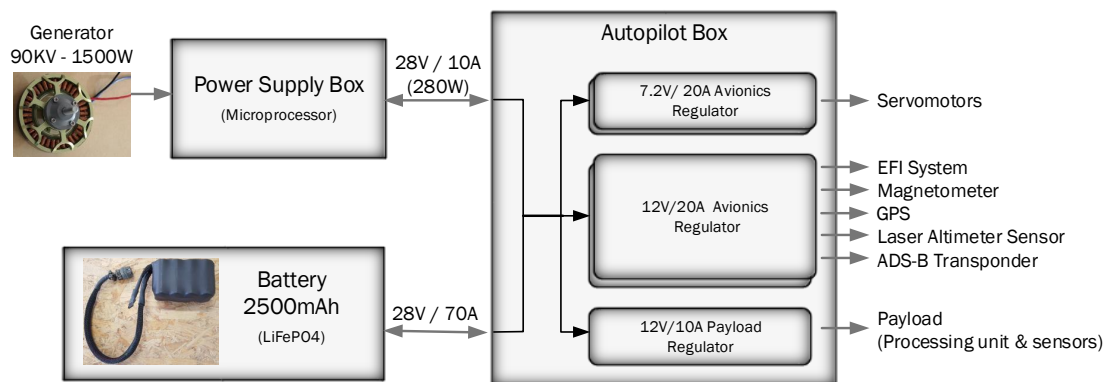 Generator
90KV - 1500W
Power Supply Box
(Microprocessor)
28V / 10A
(280W)
Autopilot Box
7.2V/ 20A Avionics
Regulator
Servomotors
12V/20A  Avionics
Regulator
EFI System
Magnetometer
GPS
Laser Altimeter Sensor
ADS-B Transponder
Battery
2500mAh
(LiFePO4)
28V / 70A
12V/10A Payload
Regulator
Payload
(Processing unit & sensors)